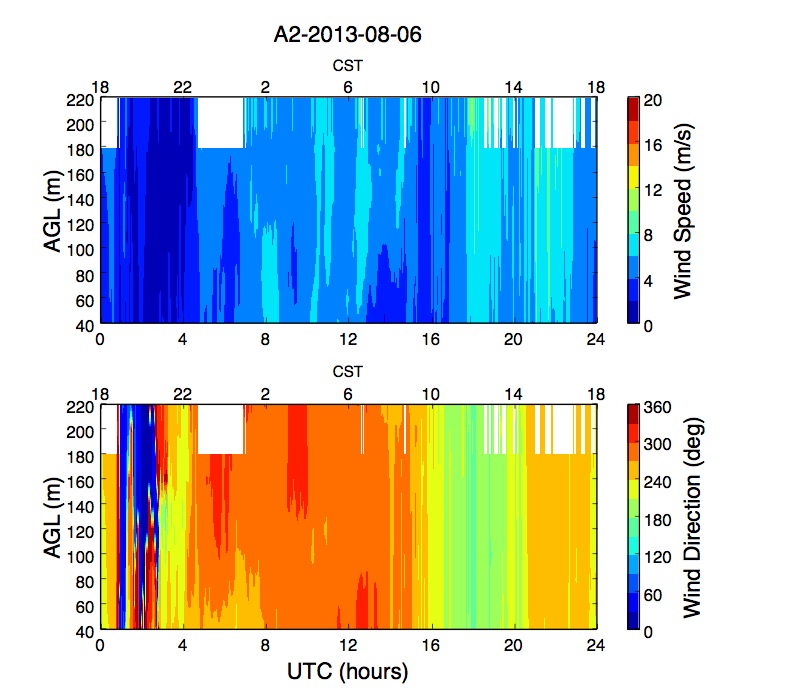 A2-2013-08-06
CST
18 22 2 6 10 14 18
220 200 180 160 140 120 100 80 60 40
AGL (m)
0 4 8 12 16 20 24
20 16 12 8 4 0
Wind Speed (m/s)
CST
18 22 2 6 10 14 18
220 200 180 160 140 120 100 80 60 40
AGL (m)
0 4 8 12 16 20 24
UTC (hours)
360 300 240 180 120 60 0
Wind Direction (deg)